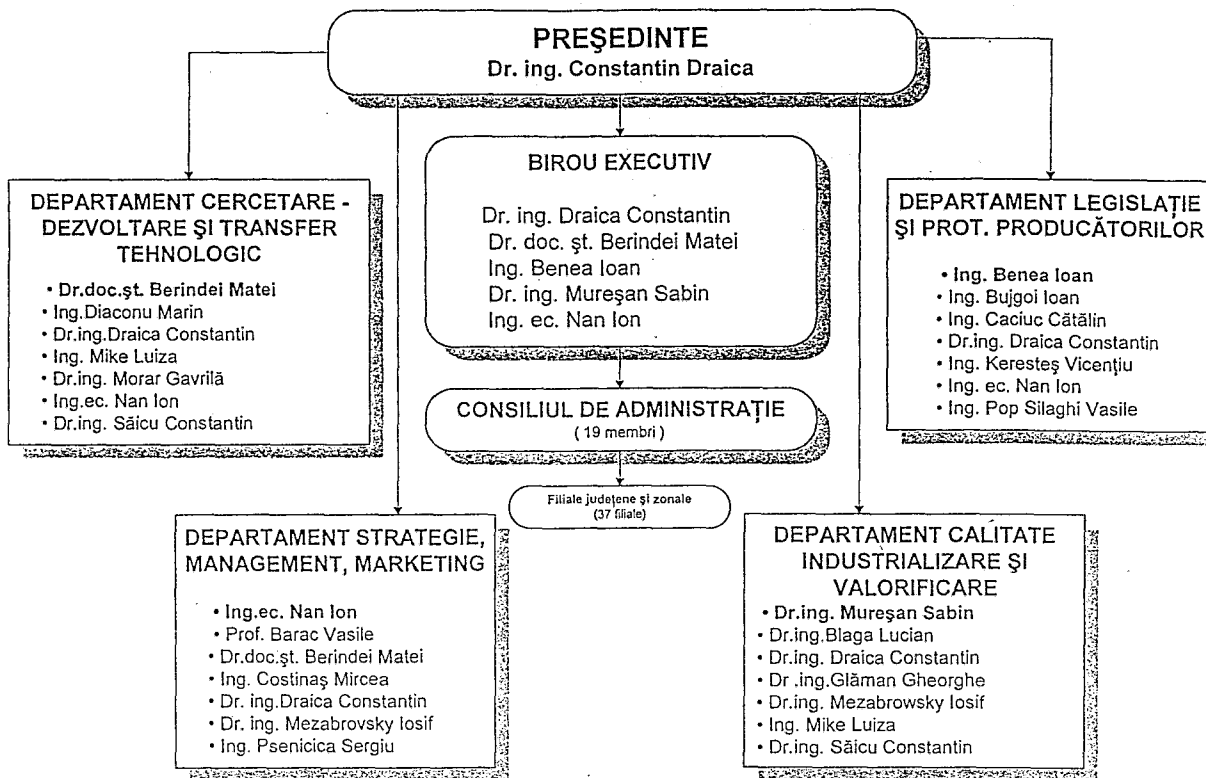 PREŞEDINTE
Dr. ing. Constantin Draica
BIROU EXECUTIV
Dr. ing. Draica Constantin
Dr. doc. şt. Berindei Matei
Ing. Benea Ioan
Dr. ing. Mureşan Sabin
Ing. ec. Nan Ion
DEPARTAMENT CERCETARE -
DEZVOLTARE ŞI TRANSFER
TEHNOLOGIC
• Dr.doc.şt. Berindei Matei
• Ing.Diaconu Marin
• Dr.ing.Draica Constantin
• Ing. Mike Luiza
• Dr.ing. Morar Gavrilă
• Ing.ec. Nan Ion
• Dr.ing. Săicu Constantin
DEPARTAMENT LEGISLAŢIE
ŞI PROT. PRODUCĂTORILOR
• Ing. Benea Ioan
• Ing. Bujgoi Ioan
• Ing. Caciuc Cătălin
• Dr.ing. Draica Constantin
• Ing. Keresteş Vicenţiu
• Ing. ec. Nan Ion
• Ing. Pop Silaghi Vasile
CONSILIUL DE ADMINISTRAŢIE
( 19 membri )
Filiale judeţene şi zonale
(37 filiale)
DEPARTAMENT STRATEGIE,
MANAGEMENT, MARKETING
• Ing.ec. Nan Ion
• Prof. Barac Vasile
• Dr.doc.şt. Berindei Matei
• Ing. Costinaş Mircea
• Dr. ing.Draica Constantin
• Dr. ing. Mezabrovsky Iosif
• Ing. Psenicica Sergiu
DEPARTAMENT CALITATE
INDUSTRIALIZARE ŞI
VALORIFICARE
• Dr.ing. Mureşan Sabin
• Dr.ing.Blaga Lucian
• Dr.ing. Draica Constantin
• Dr .ing.Glăman Gheorghe
• Dr.ing. Mezabrowsky Iosif
• Ing. Mike Luiza
• Dr.ing. Săicu Constantin